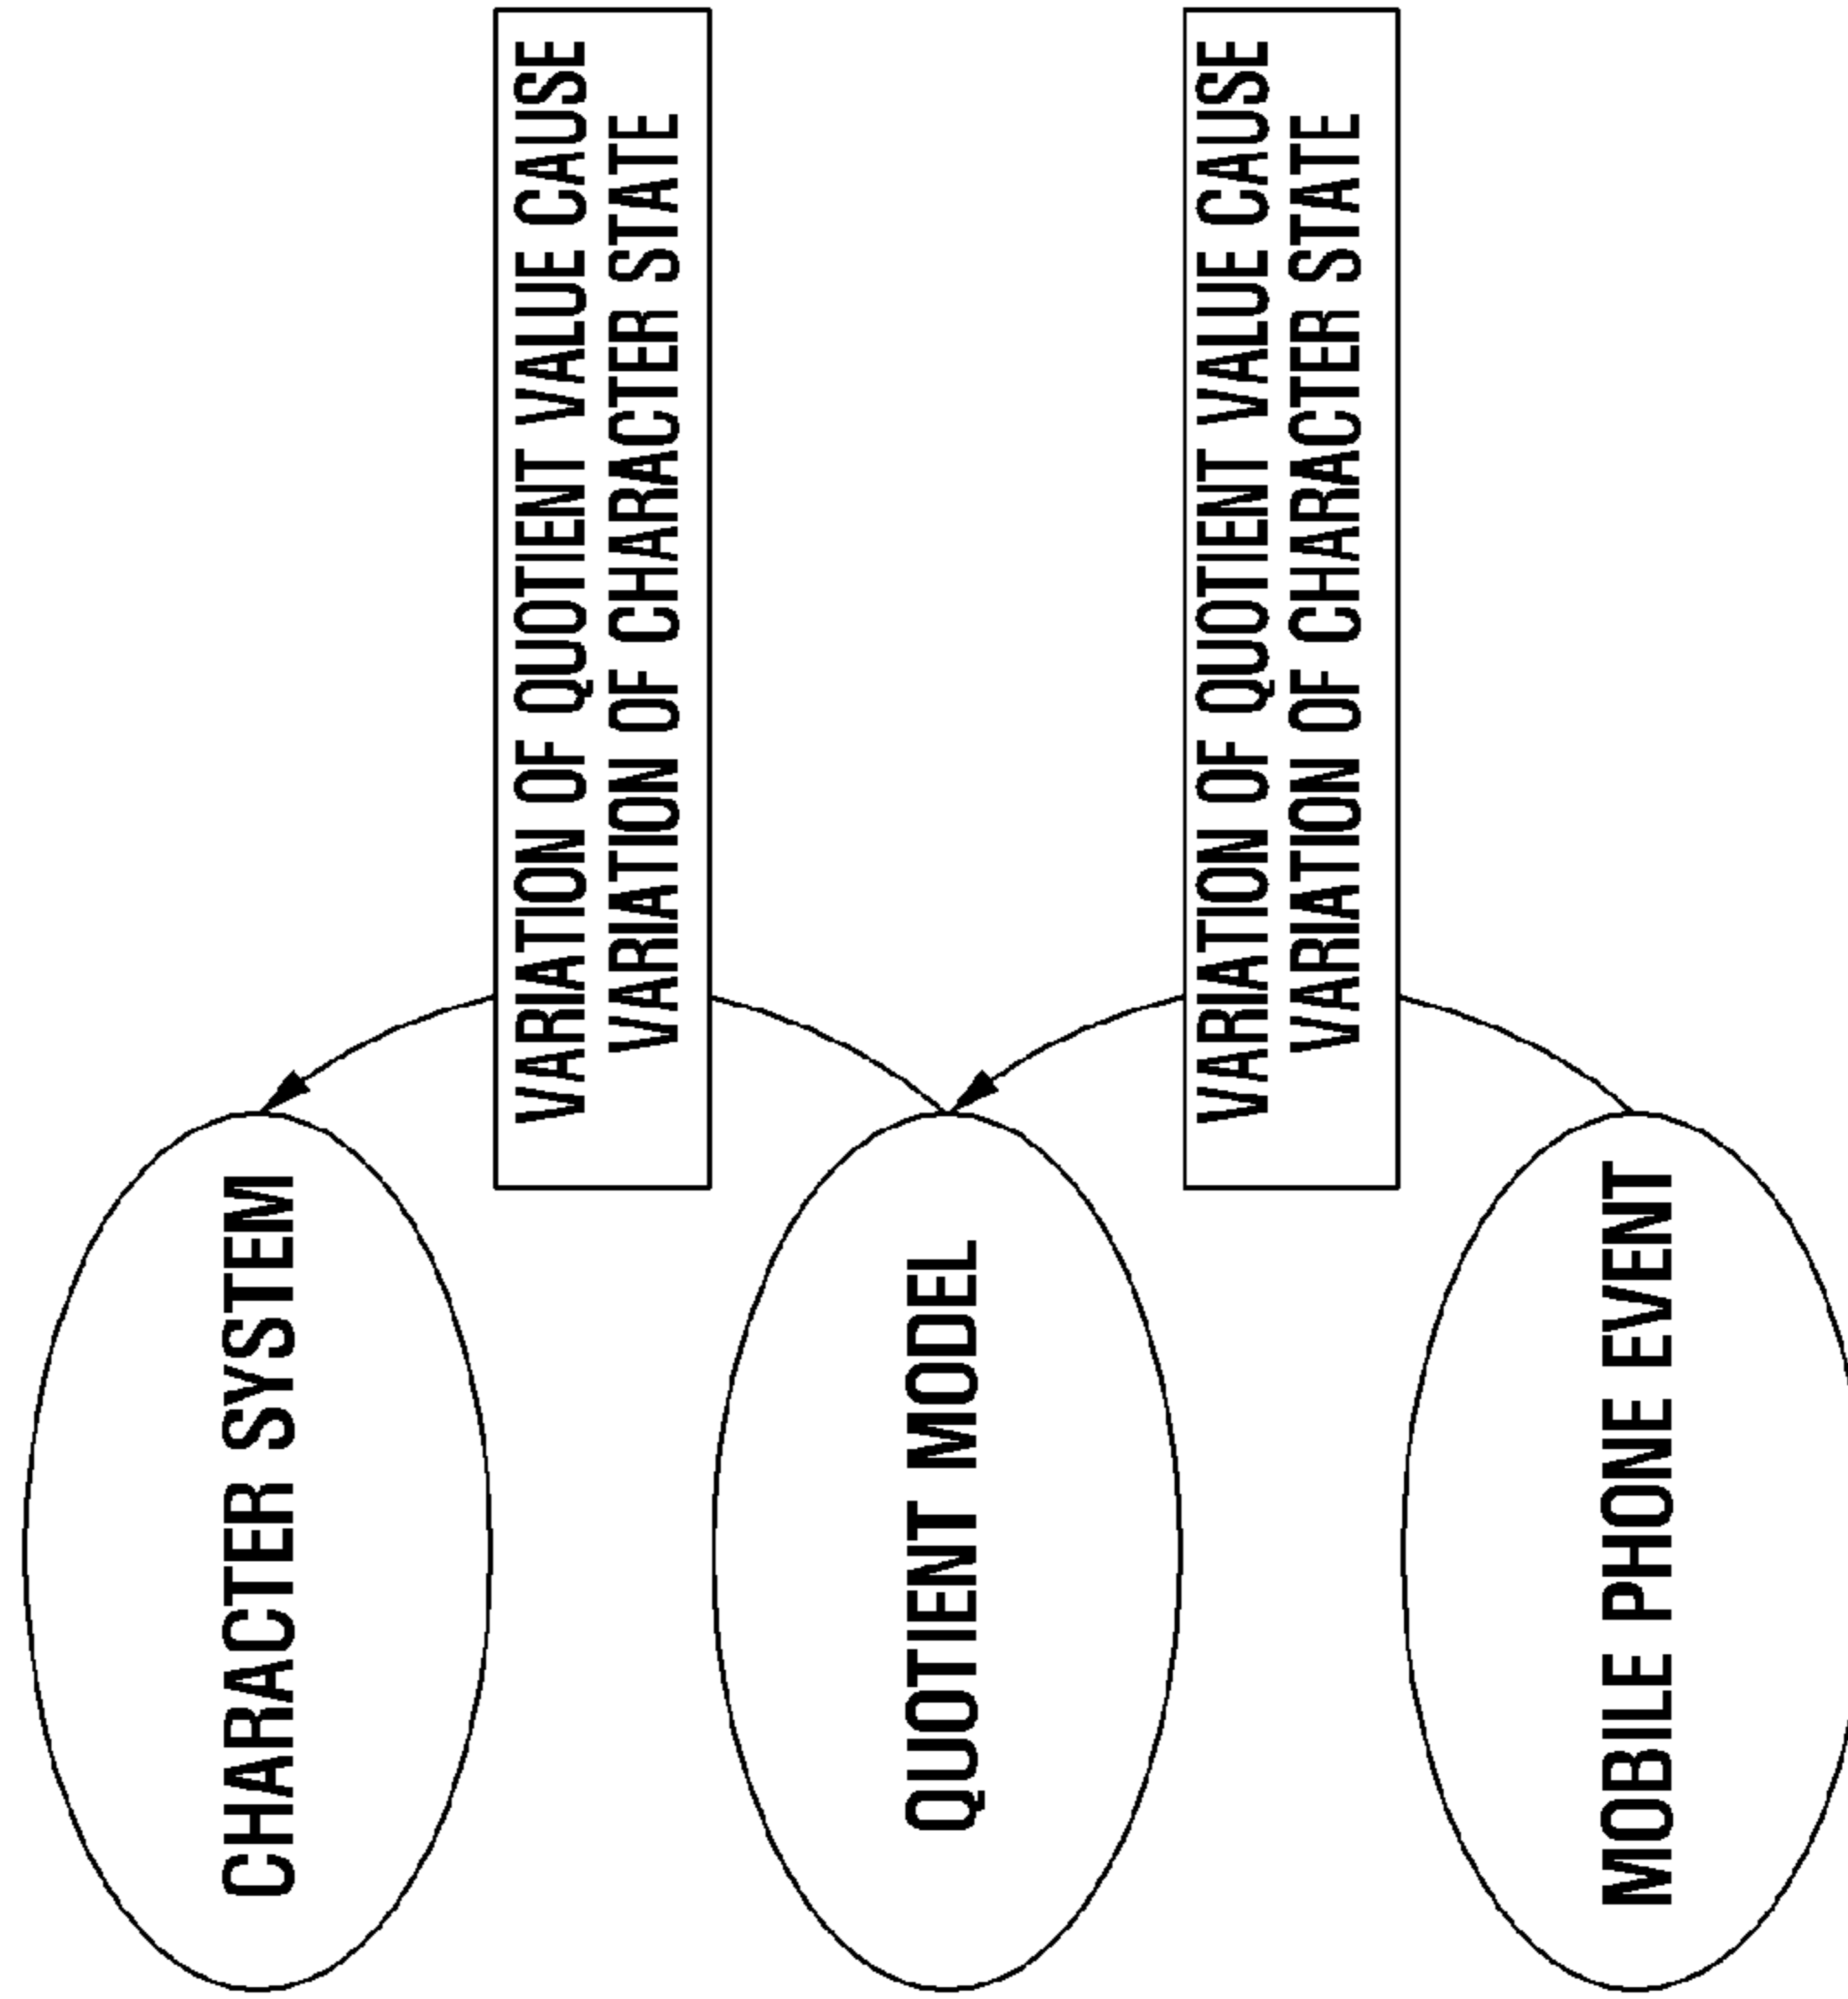 CHARACTER SYSTEM
VARIATION OF QUOTIENT VALUE CAUSE
VARIATION OF CHARACTER STATE
QUOTIENT MODEL
VARIATION OF QUOTIENT VALUE CAUSE
VARIATION OF CHARACTER STATE
MOBILE PHONE EVENT